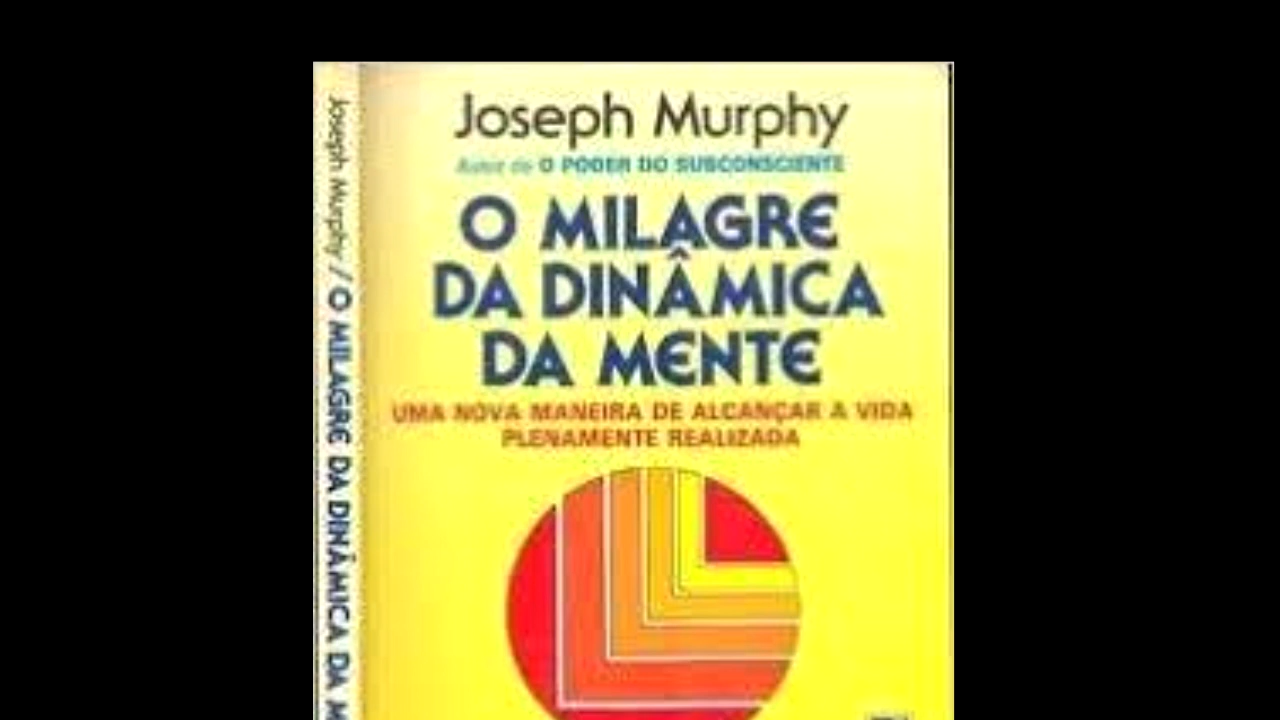 Joseph Murphy
Autor de O PODER DO SUBCONSCIENTE
O MILAGRE
DA DINÂMICA
DA MENTE
UMA NOVA MANEIRA DE ALCANÇAR A VIDA
PLENAMENTE REALIZADA
Joseph Murphy / O MILAGRE DA DINÂMICA DA M